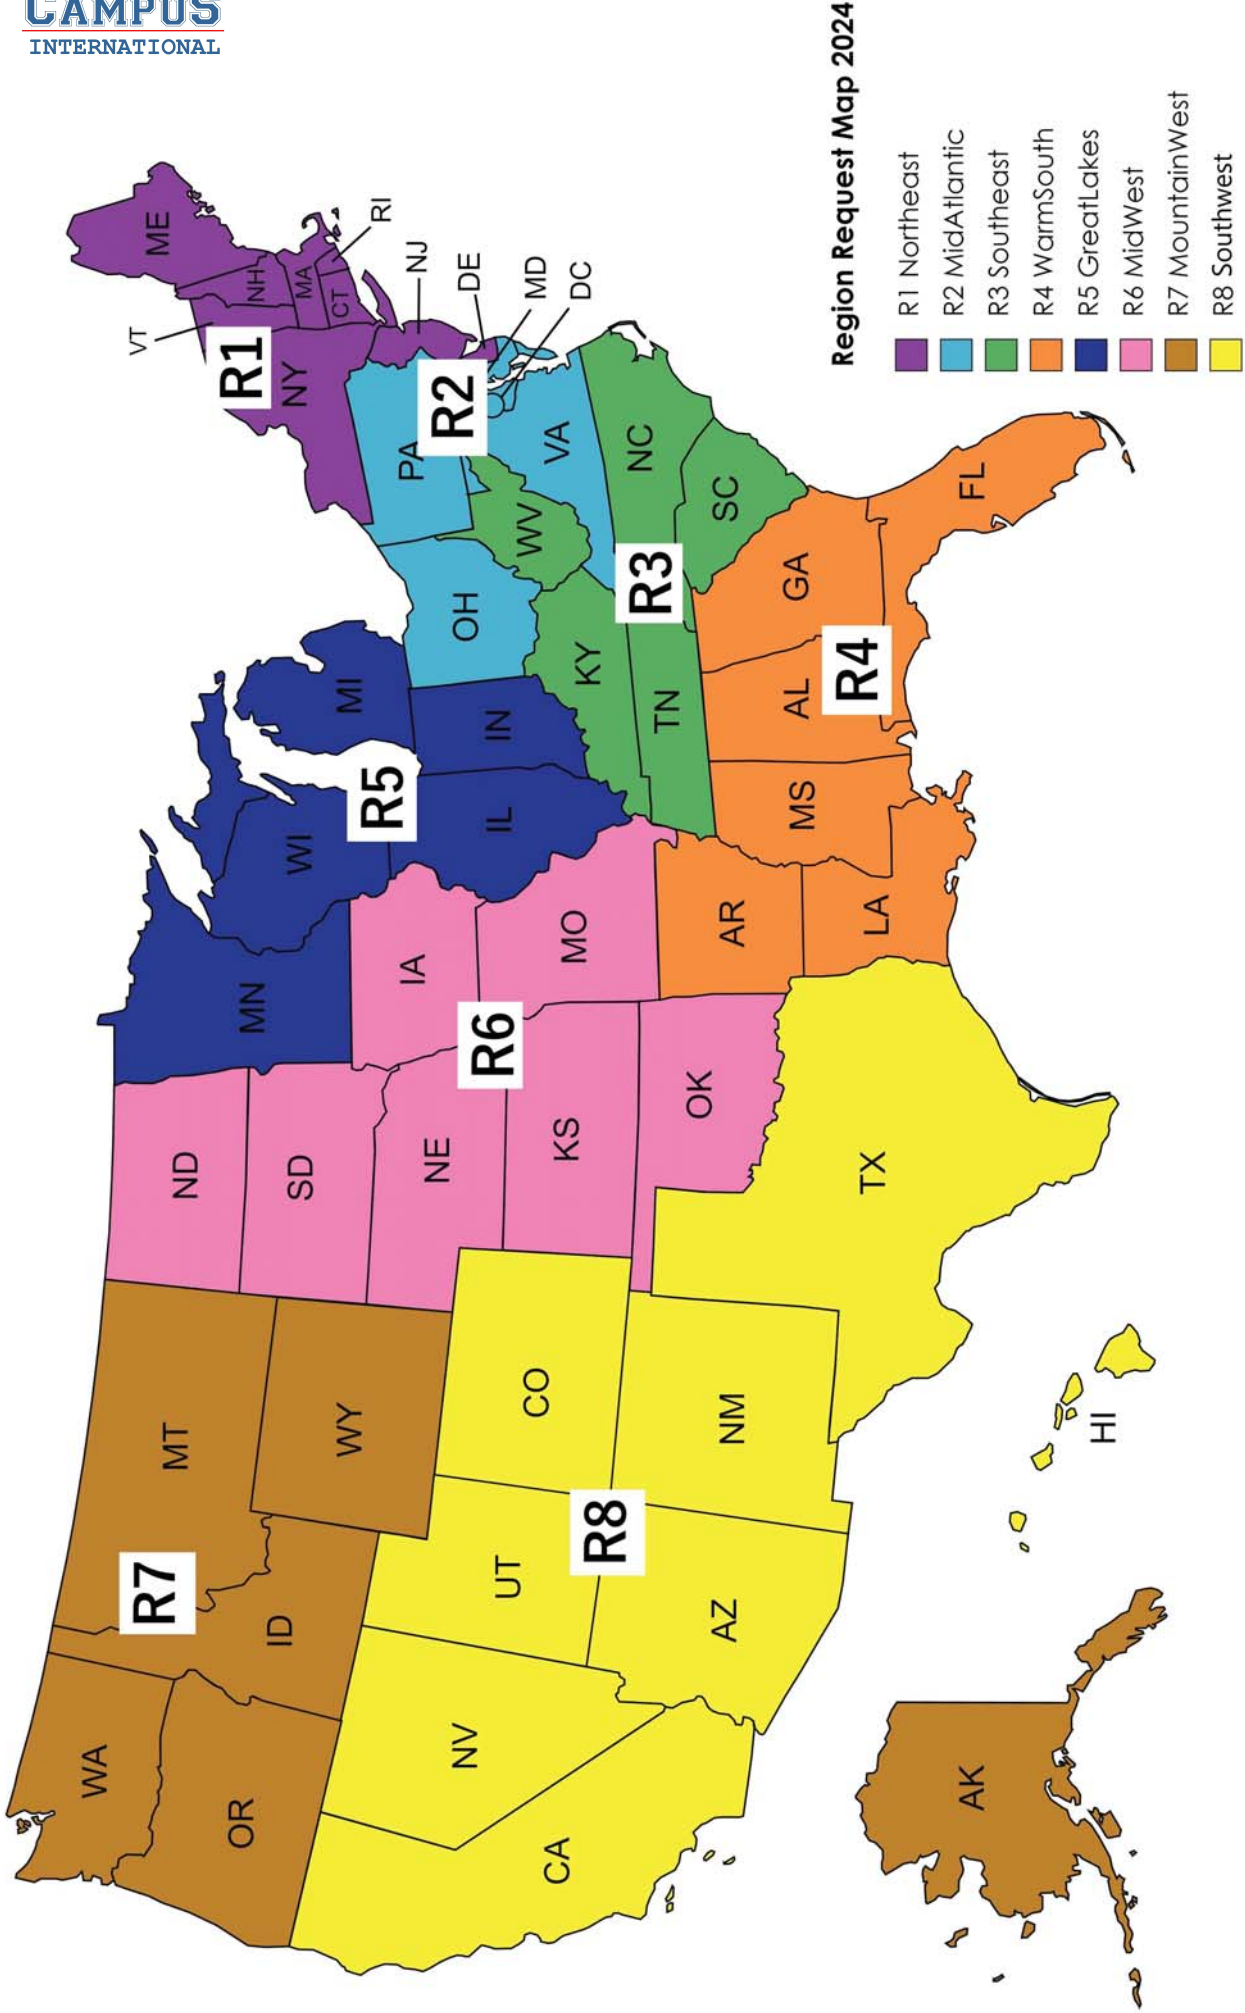 CAMPUS
INTERNATIONAL
Region Request Map 2024
R1 Northeast
R2 MidAtlantic
R3 Southeast
R4 WarmSouth
R5 GreatLakes
R6 MidWest
R7 MountainWest
R8 Southwest
R1
ME
VT
NH
MA
RI
CT
NY
NJ
DE
R2
MD
DC
PA
VA
OH
R3
WV
NC
SC
KY
TN
R4
GA
FL
AL
MS
AR
LA
R5
MI
IN
IL
WI
MN
R6
IA
MO
ND
SD
NE
KS
OK
R7
MT
WY
ID
WA
OR
AK
R8
CO
TX
NM
UT
AZ
NV
CA
HI